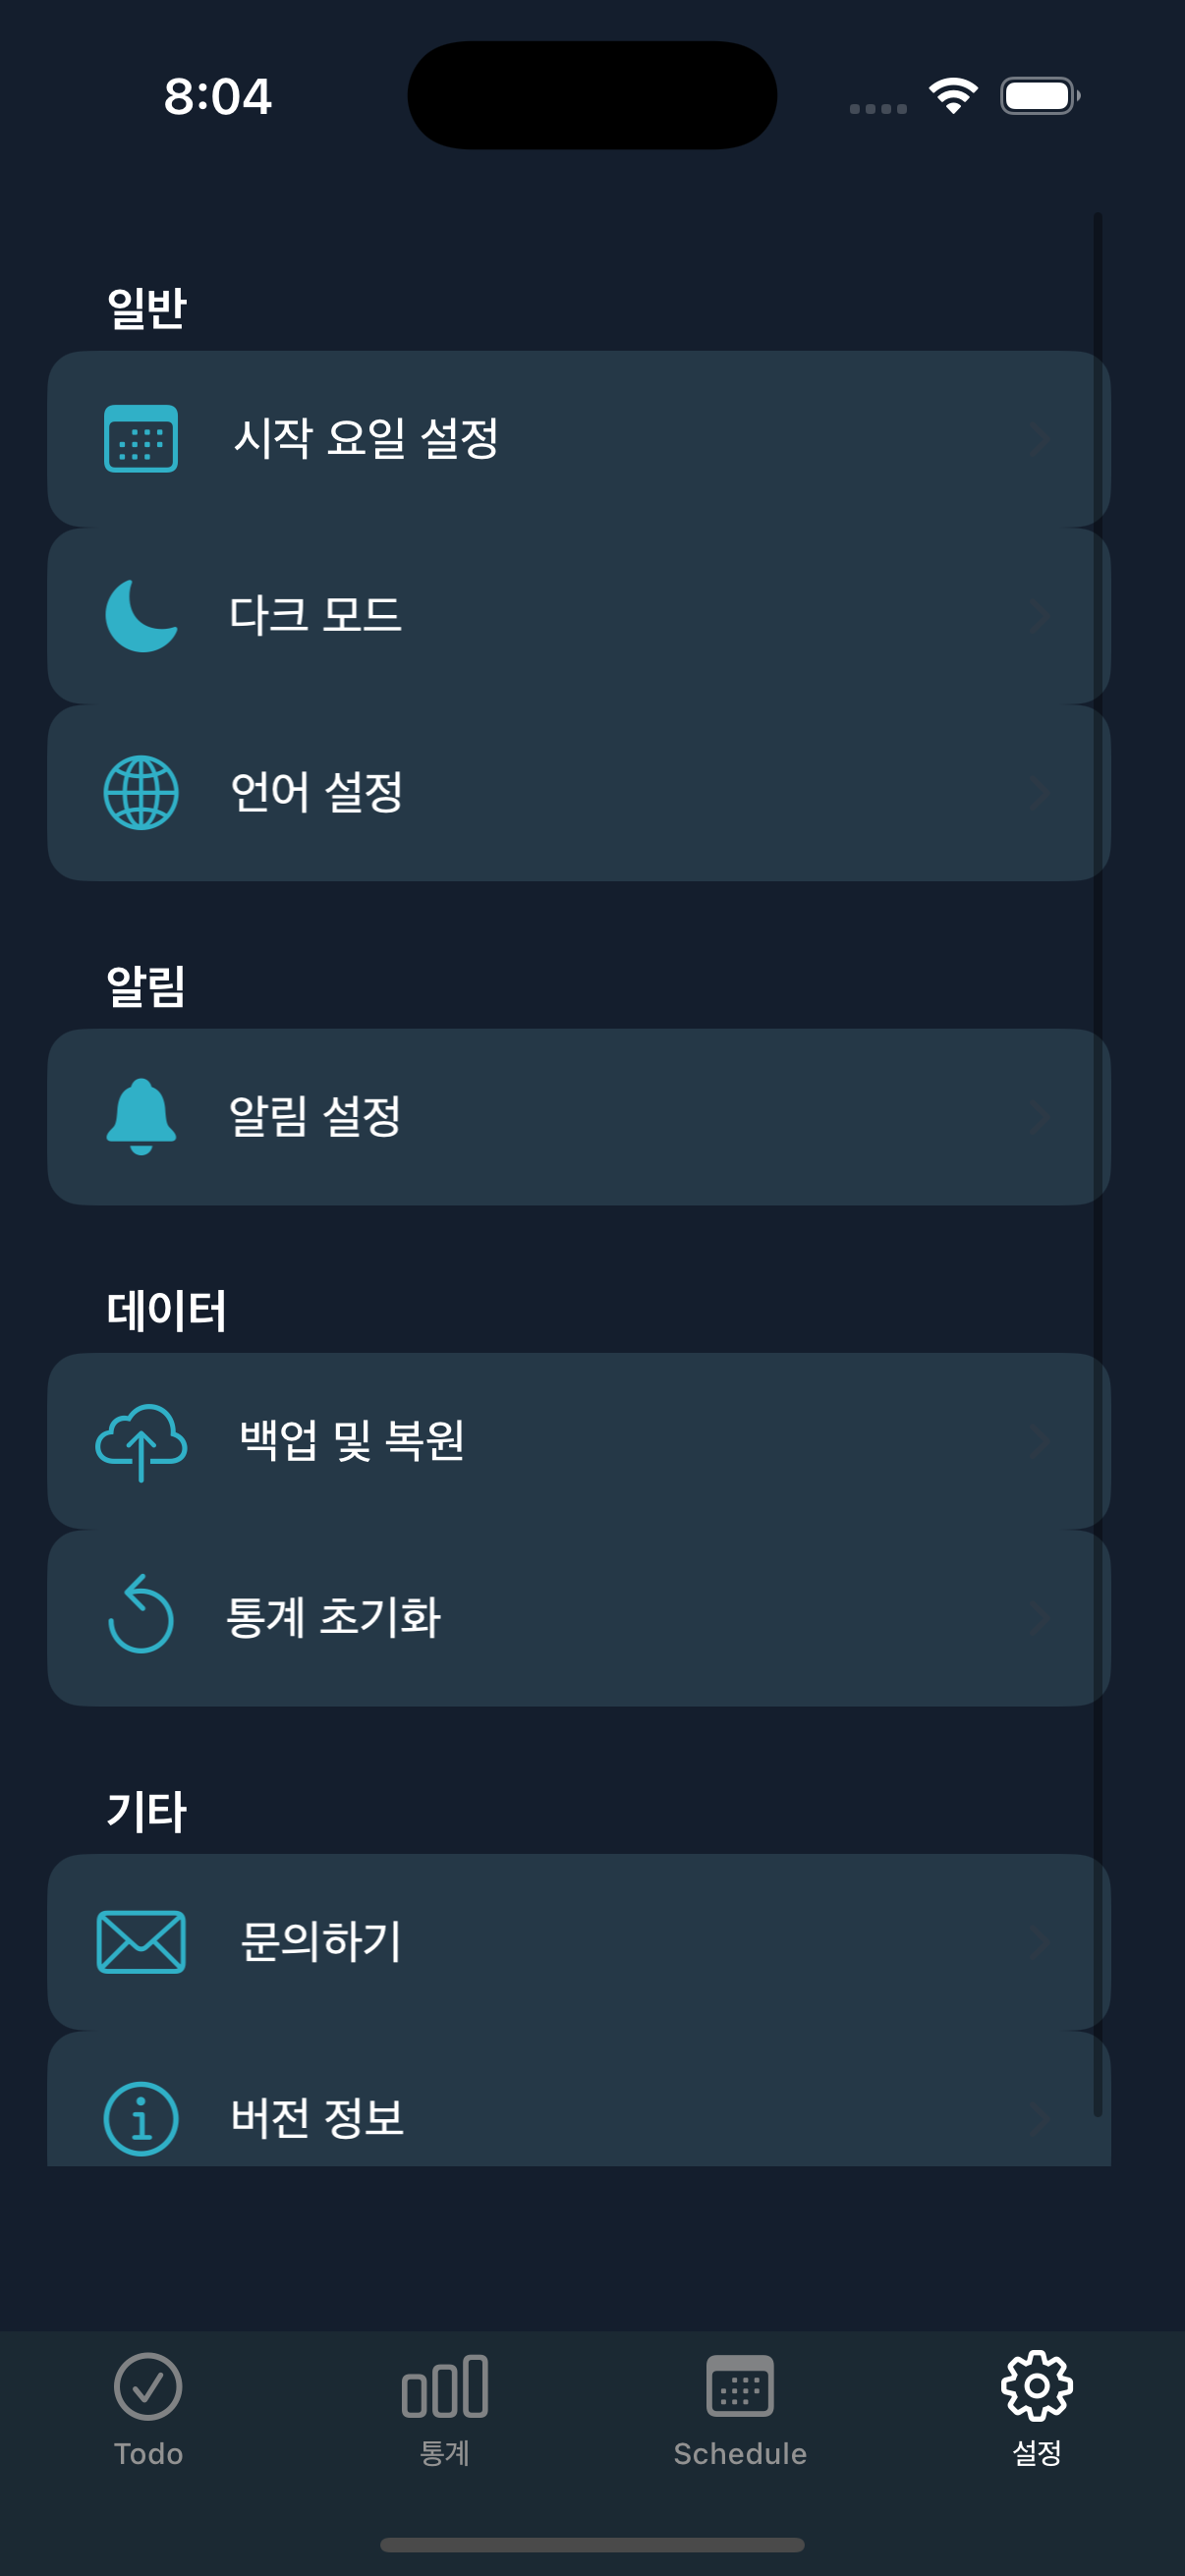 8:04
일반
시작 요일 설정
다크 모드
언어 설정
알림
알림 설정
데이터
백업 및 복원
통계 초기화
기타
문의하기
버전 정보
Todo
통계
Schedule
설정